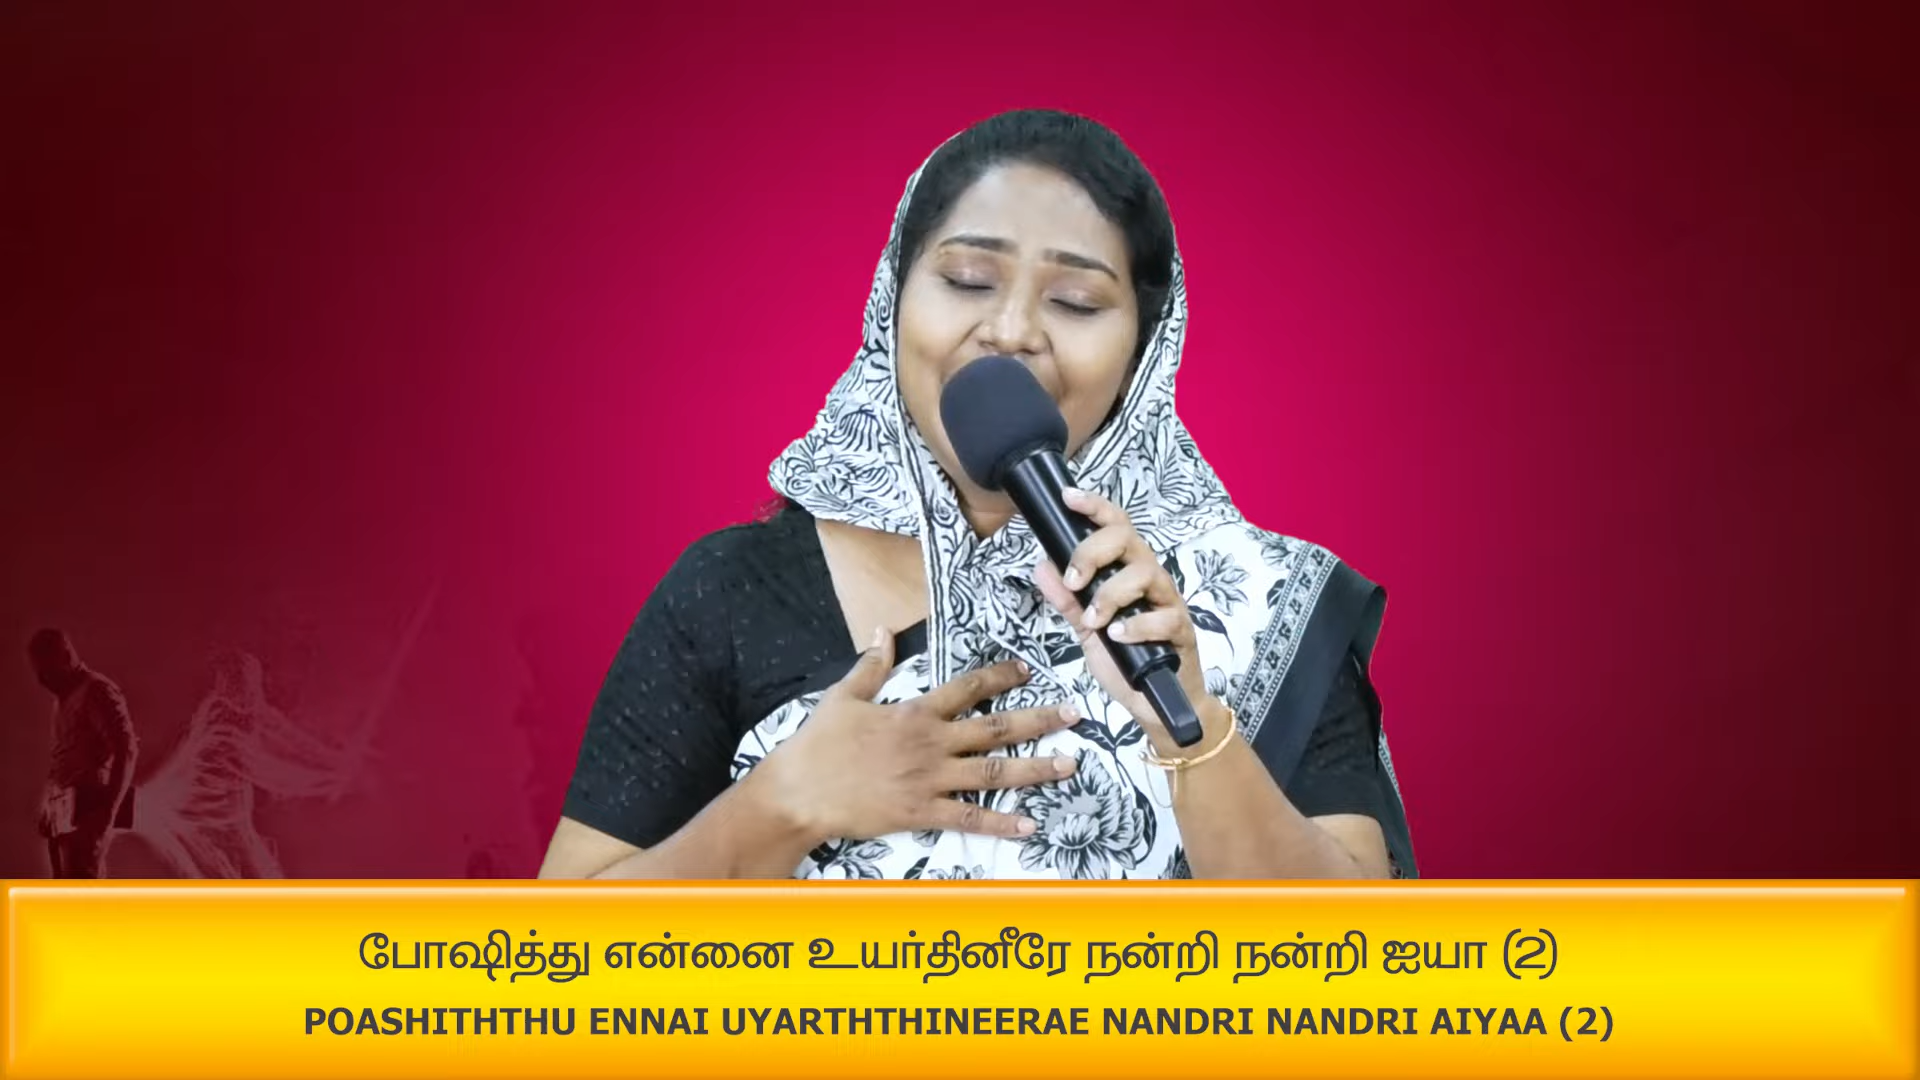 போஷித்து என்னை உயர்தினீரே நன்றி நன்றி ஐயா (2)
POASHITHTHU ENNAI UYARTHTHINEERAE NANDRI NANDRI AIYAA (2)